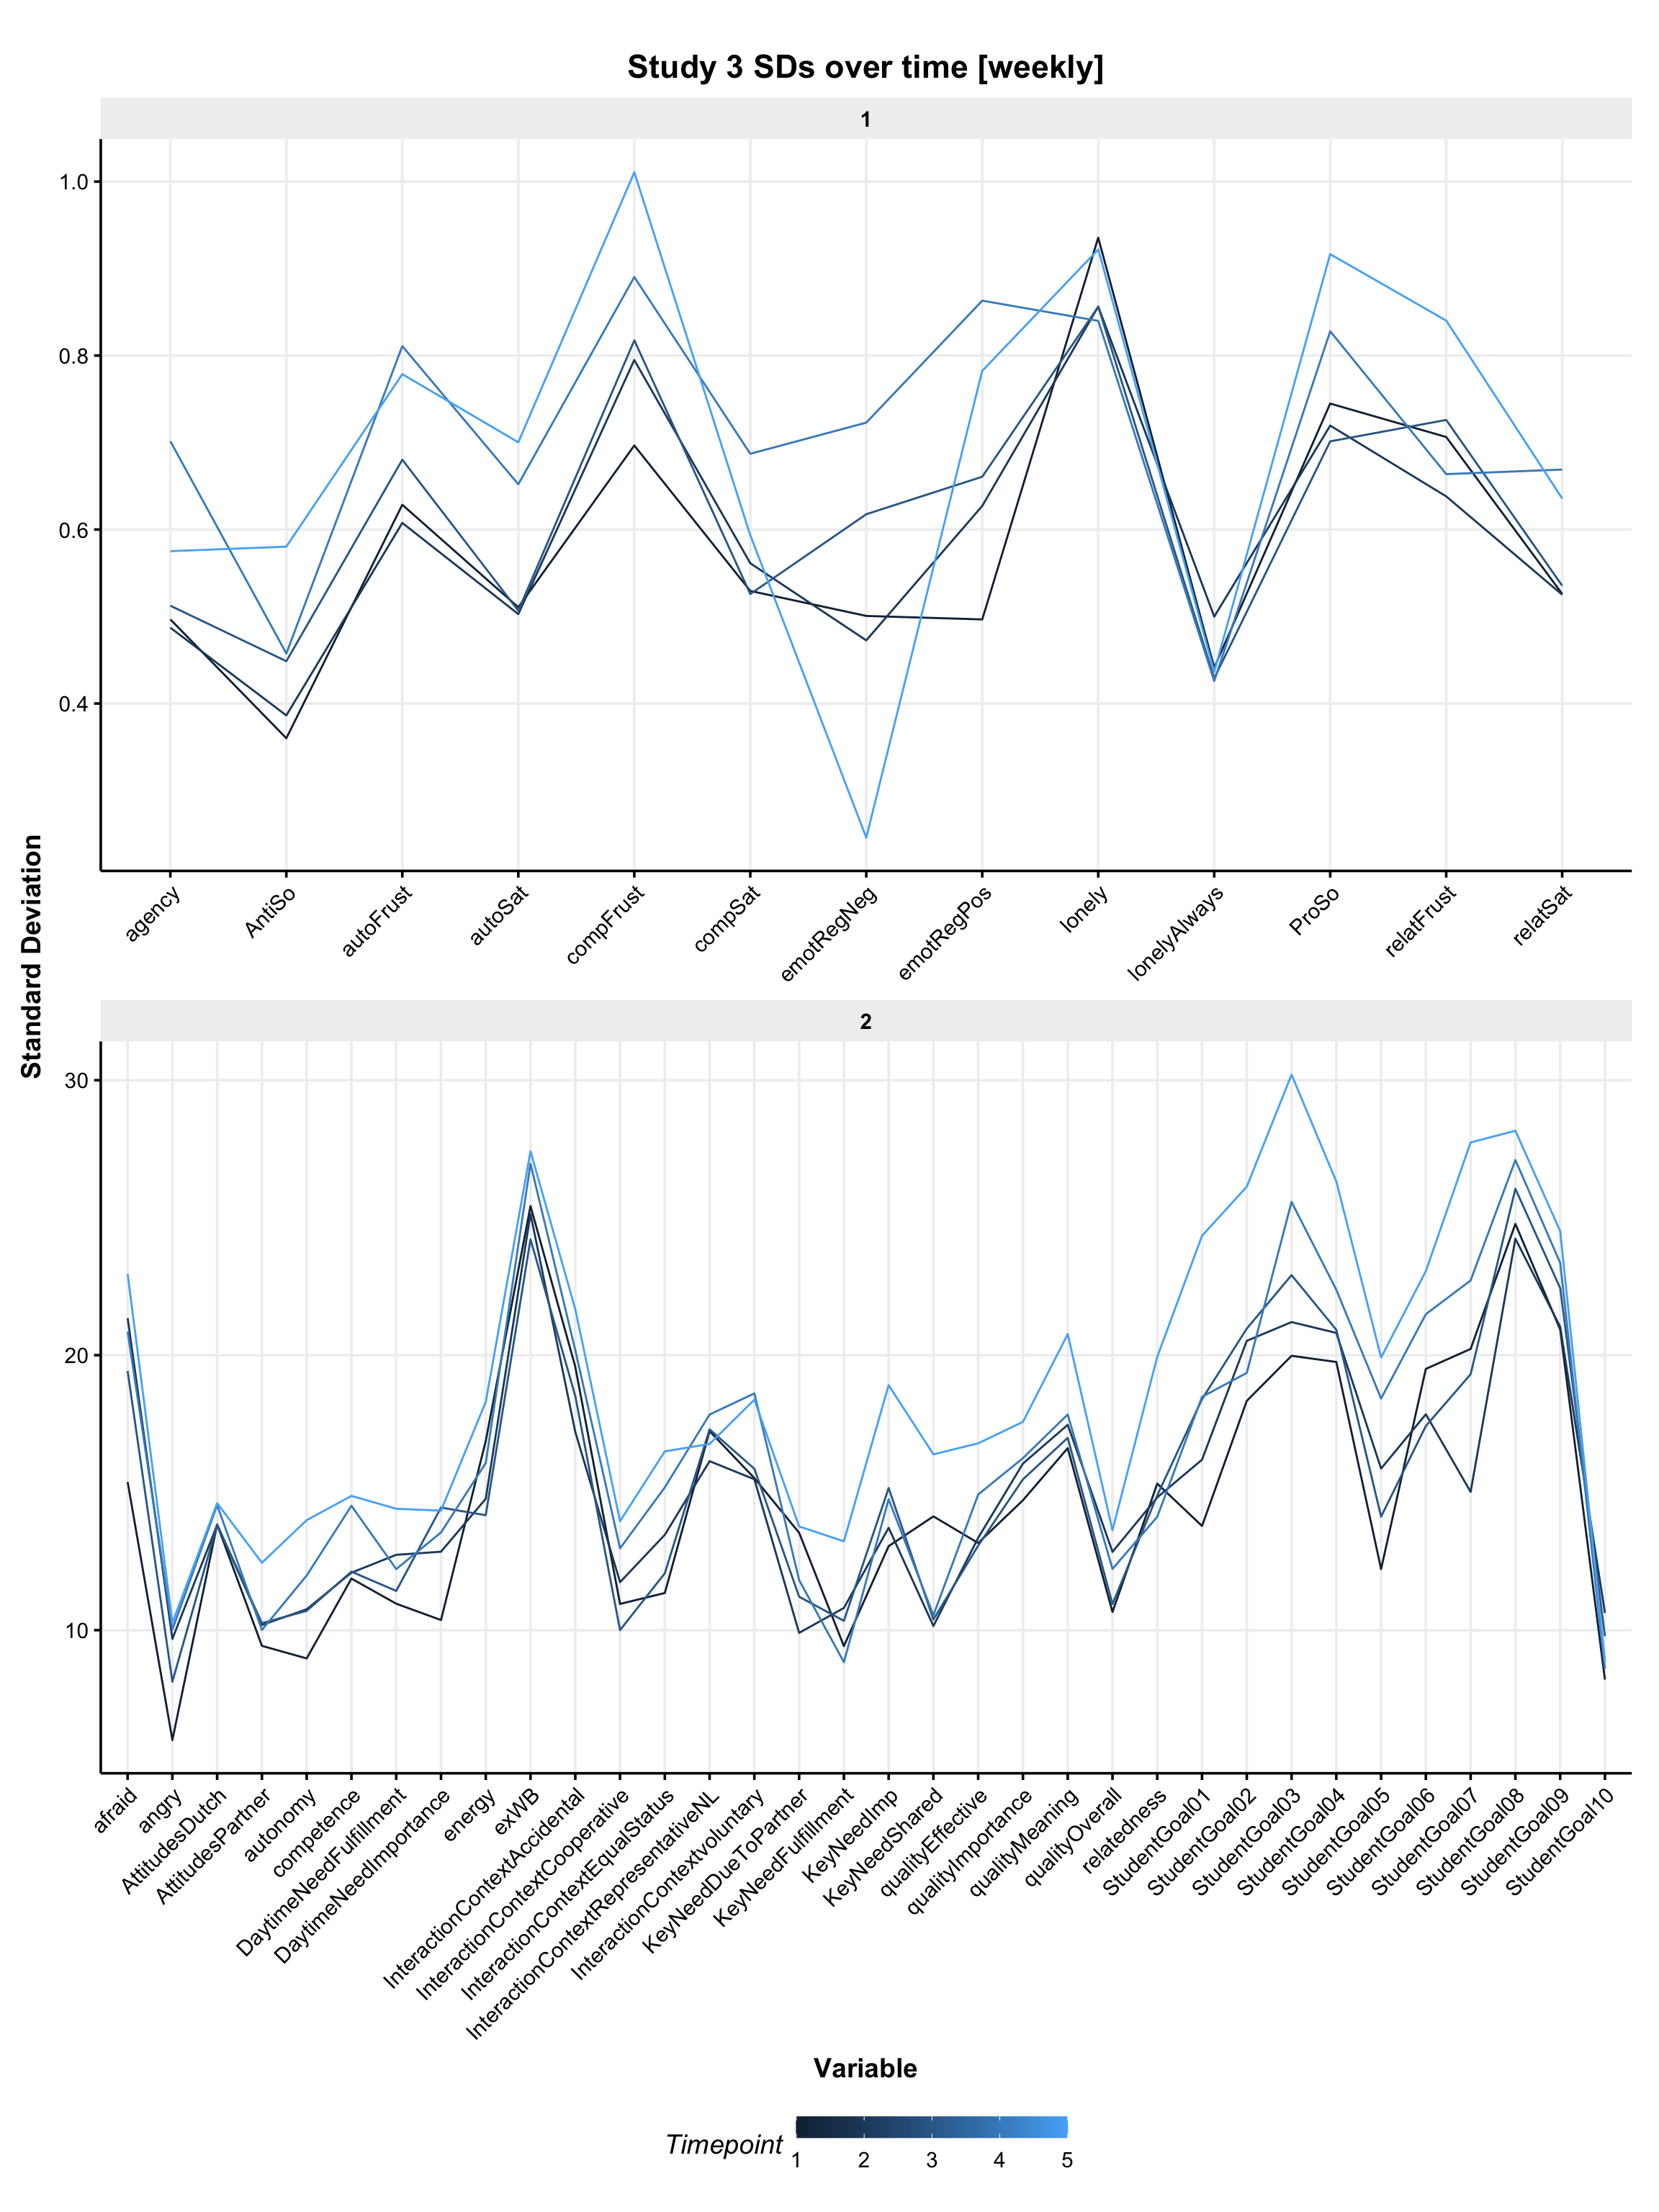 Study 3 SDs over time [weekly]
1
1.0
0.8
0.6
0.4
agency
AntiSo
autoFrust
autoSat
compFrust
compSat
emotRegNeg
emotRegPos
lonely
lonelyAlways
ProSo
relatFrust
relatSat
Standard Deviation
2
30
20
10
afraid
angry
AttitudesDutch
AttitudesPartner
autonomy
competence
DaytimeNeedFulfillment
DaytimeNeedImportance
energy
exWB
InteractionContextAccidental
InteractionContextCooperative
InteractionContextEqualStatus
InteractionContextRepresentativeNL
InteractionContextvoluntary
KeyNeedDueToPartner
KeyNeedFulfillment
KeyNeedImp
KeyNeedShared
qualityEffective
qualityImportance
qualityMeaning
qualityOverall
relatedness
StudentGoal01
StudentGoal02
StudentGoal03
StudentGoal04
StudentGoal05
StudentGoal06
StudentGoal07
StudentGoal08
StudentGoal09
StudentGoal10
Variable
Timepoint
1 2 3 4 5